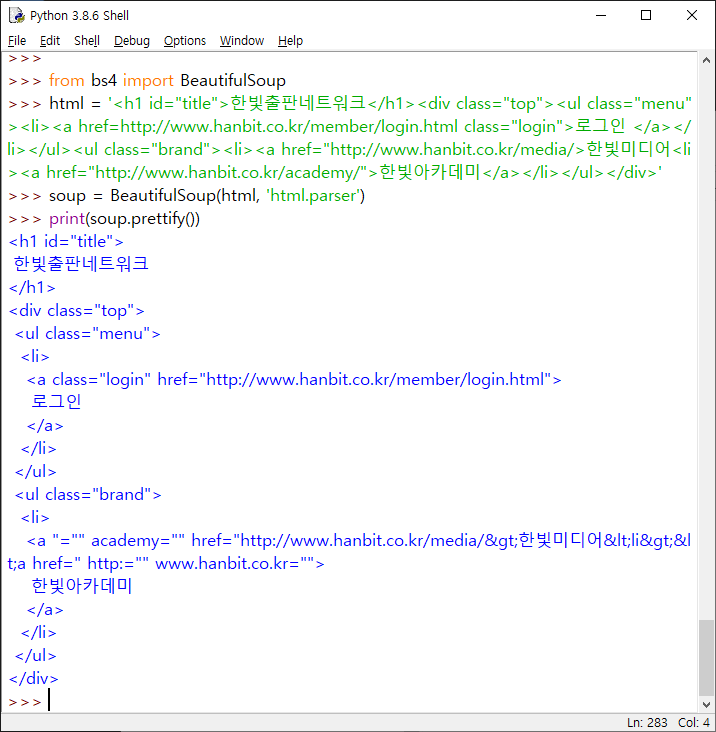 Python 3.8.6 Shell
File Edit Shell Debug Options Window Help
>>>
>>> from bs4 import BeautifulSoup
>>> html = '<h1 id="title">한빛출판네트워크</h1><div class="top"><ul class="menu"
><li><a href=http://www.hanbit.co.kr/member/login.html class="login">로그인 </a></
li></ul><ul class="brand"><li><a href="http://www.hanbit.co.kr/media/>한빛미디어<li
><a href="http://www.hanbit.co.kr/academy/">한빛아카데미</a></li></ul></div>'
>>> soup = BeautifulSoup(html, 'html.parser')
>>> print(soup.prettify())
<h1 id="title">
 한빛출판네트워크
</h1>
<div class="top">
 <ul class="menu">
  <li>
   <a class="login" href="http://www.hanbit.co.kr/member/login.html">
    로그인
   </a>
  </li>
 </ul>
 <ul class="brand">
  <li>
   <a "="" academy="" href="http://www.hanbit.co.kr/media/&gt;한빛미디어&lt;li&gt;&l
t;a href=" http:="" www.hanbit.co.kr="">
    한빛아카데미
   </a>
  </li>
 </ul>
</div>
>>>
Ln: 283 Col: 4